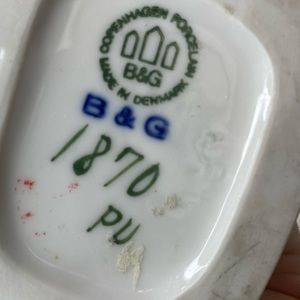 COPENHAGEN PORCELAIN
B&G
MADE IN DENMARK
B & G
1870
PU